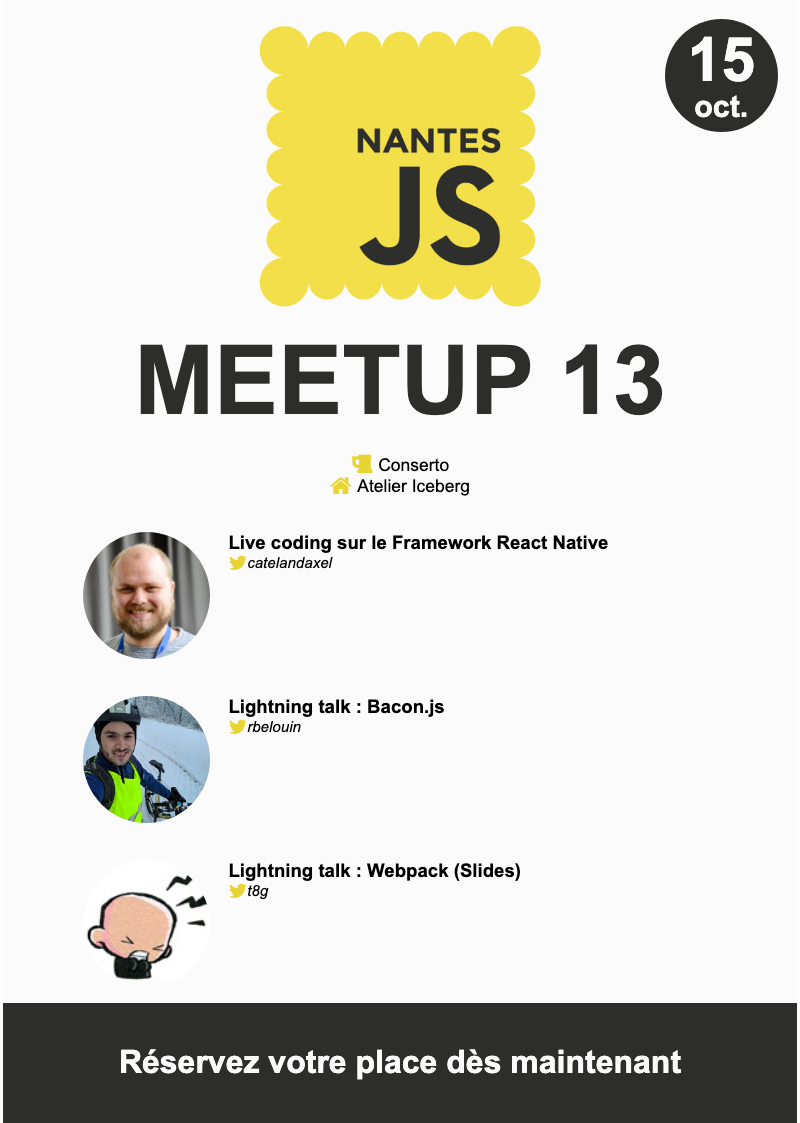 15
oct.
NANTES
JS
MEETUP 13
Conserto
Atelier Iceberg
Live coding sur le Framework React Native
catelandaxel
Lightning talk : Bacon.js
rbelouin
Lightning talk : Webpack (Slides)
t8g
Réservez votre place dès maintenant